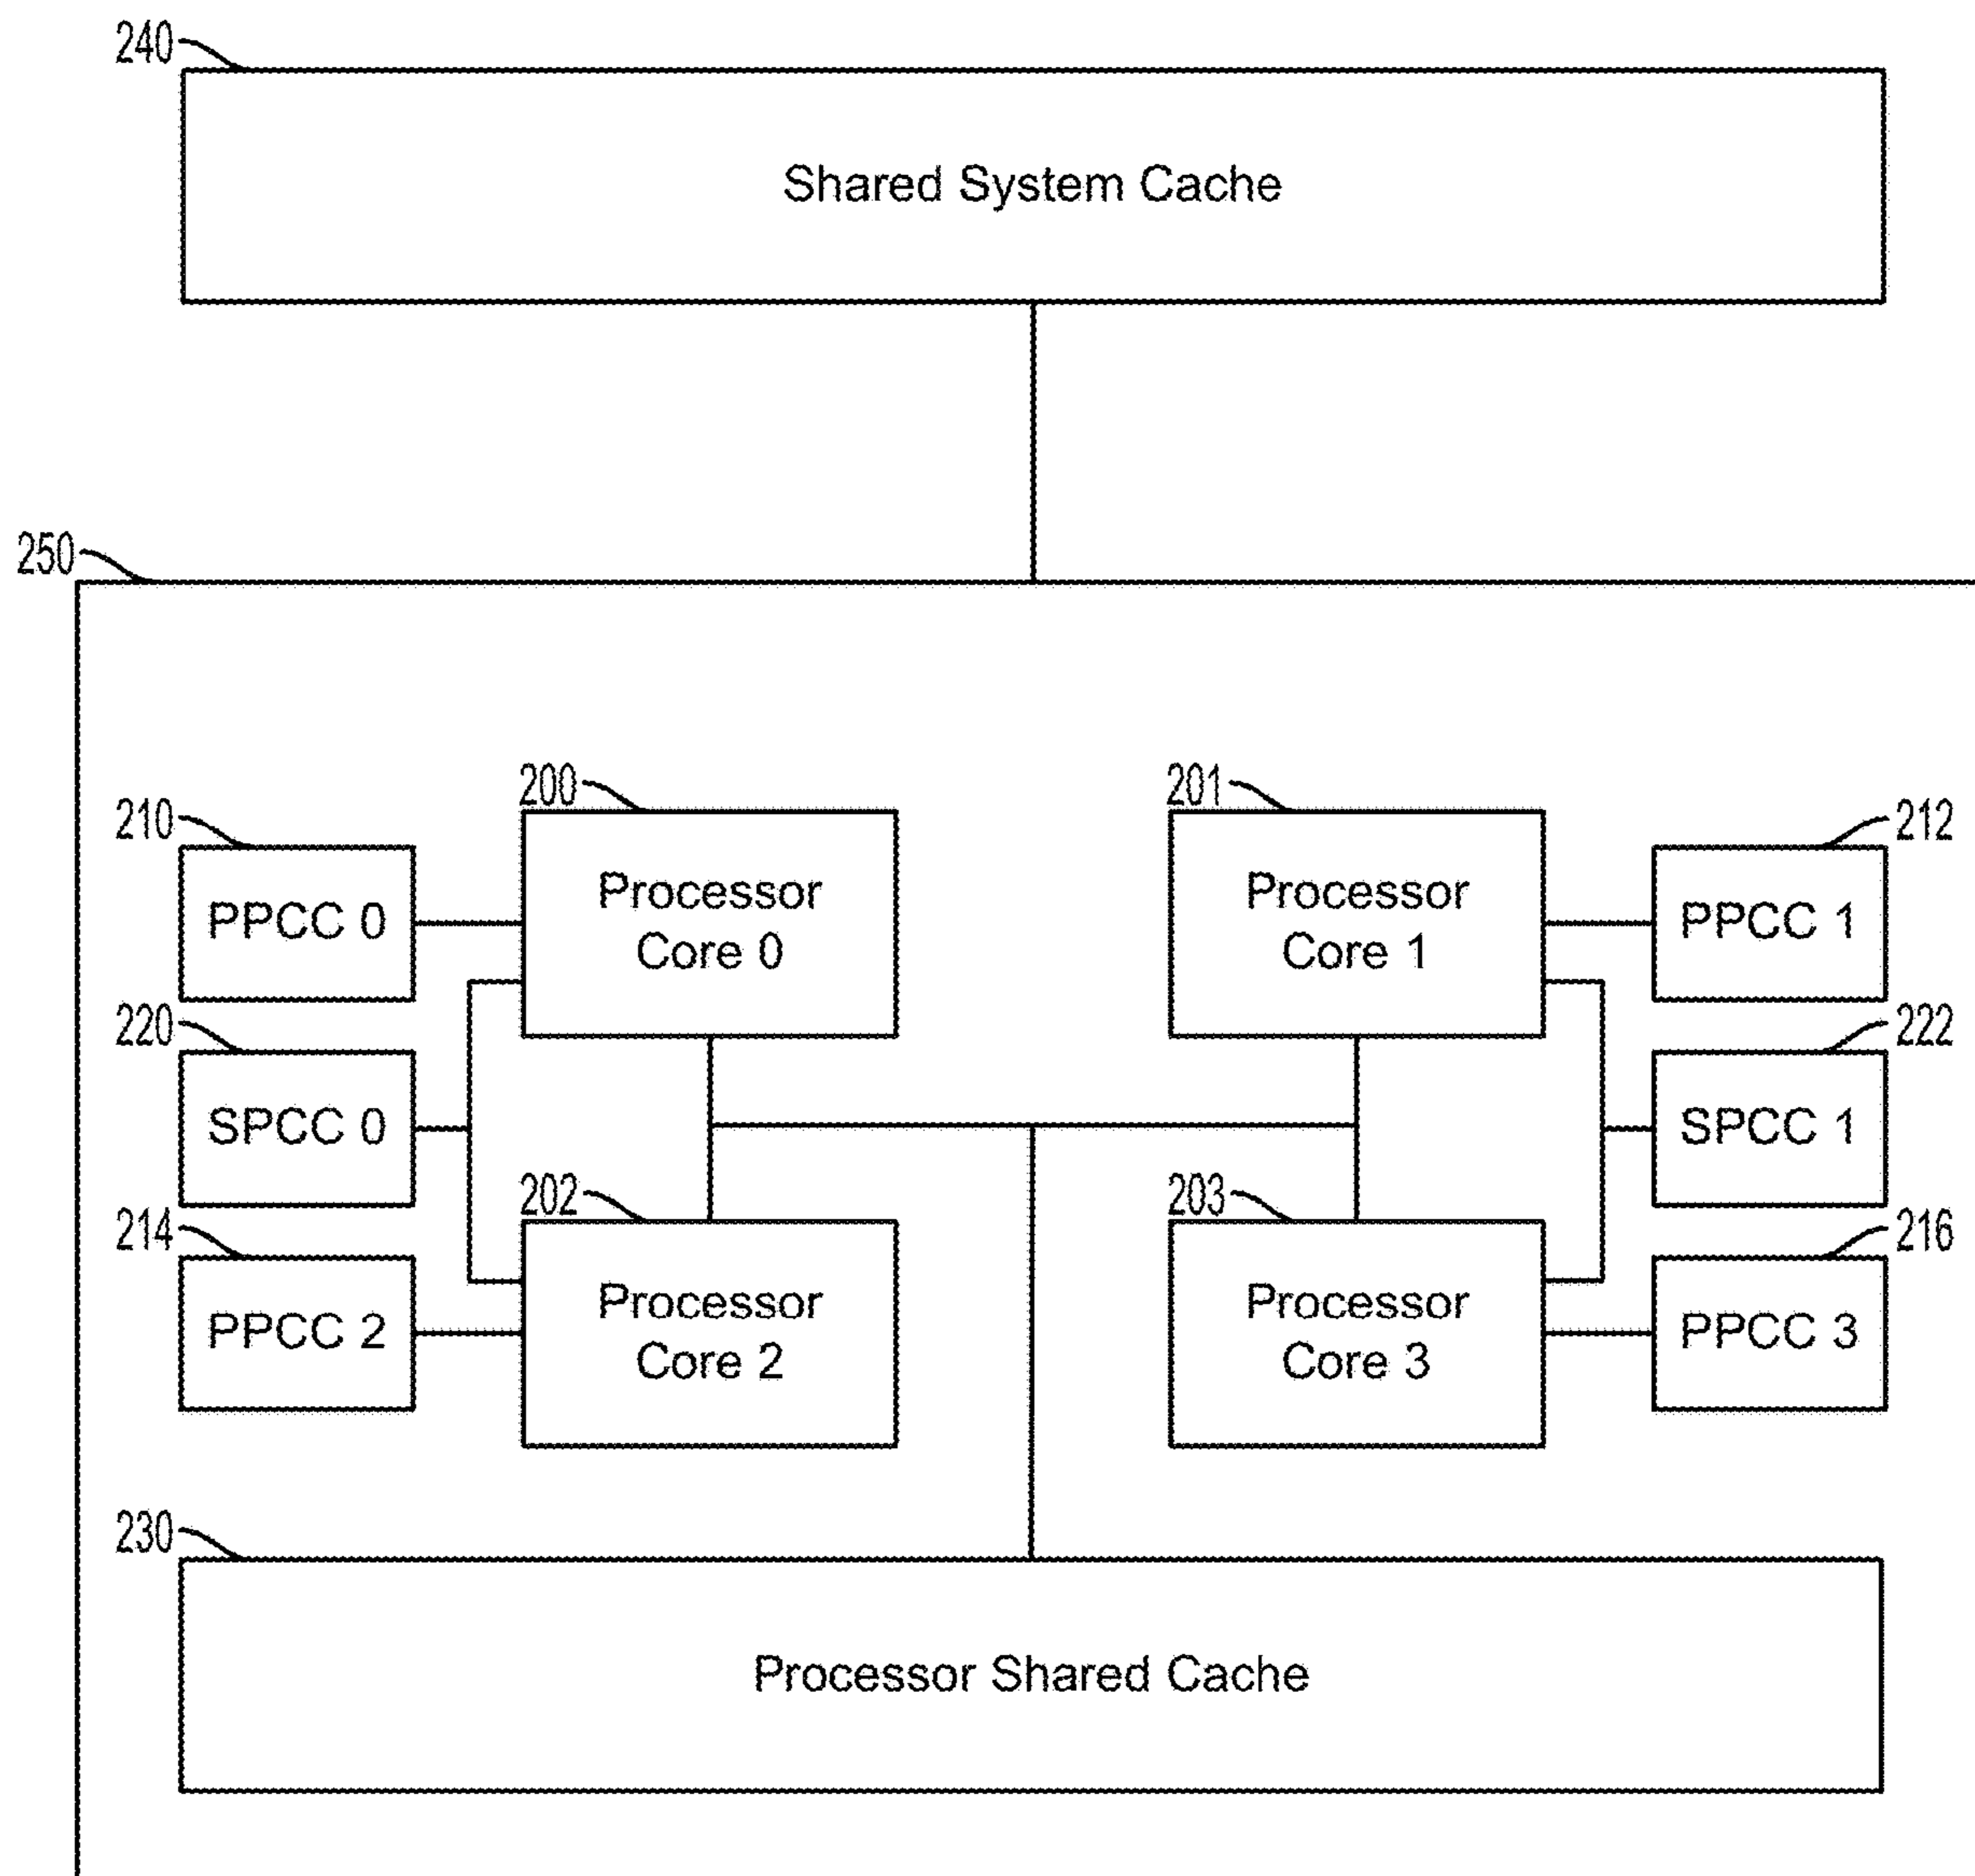 240
Shared System Cache
250
200
201
210
212
Processor
Core 0
Processor
Core 1
PPCC 0
PPCC 1
220
222
SPCC 0
SPCC 1
202
203
214
216
Processor
Core 2
Processor
Core 3
PPCC 2
PPCC 3
230
Processor Shared Cache